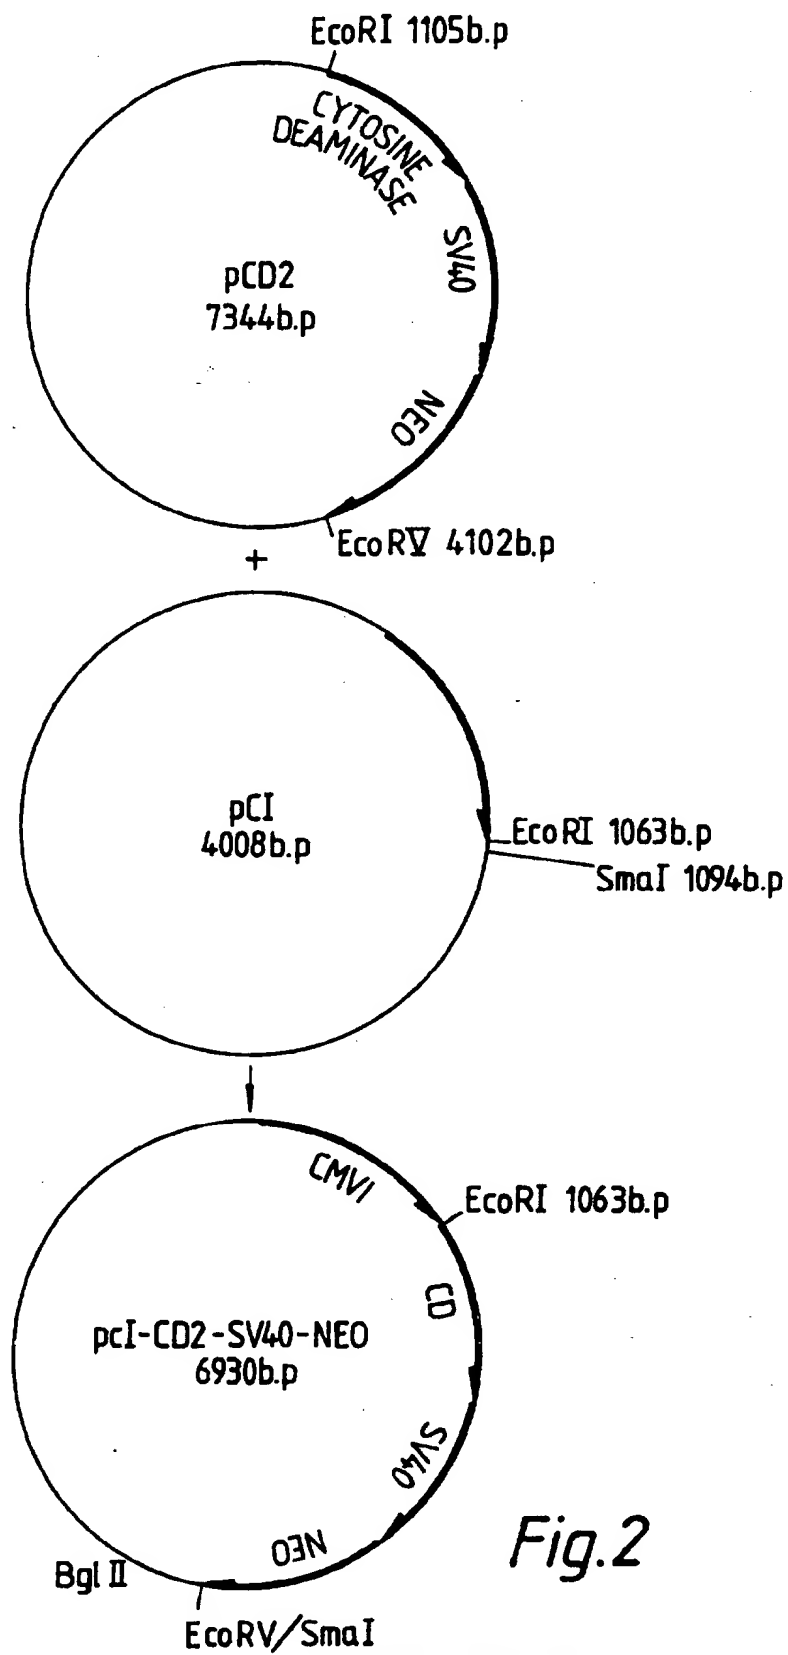 EcoRI 1105b.p
CYTOSINE
DEAMINASE
SV40
pCD2
7344b.p
NEO
EcoRV 4102b.p
+
pCI
4008b.p
EcoRI 1063b.p
SmaI 1094b.p
CMVI
EcoRI 1063b.p
CD
pcI-CD2-SV40-NEO
6930b.p
SV40
NEO
Fig.2
Bgl II
EcoRV/SmaI